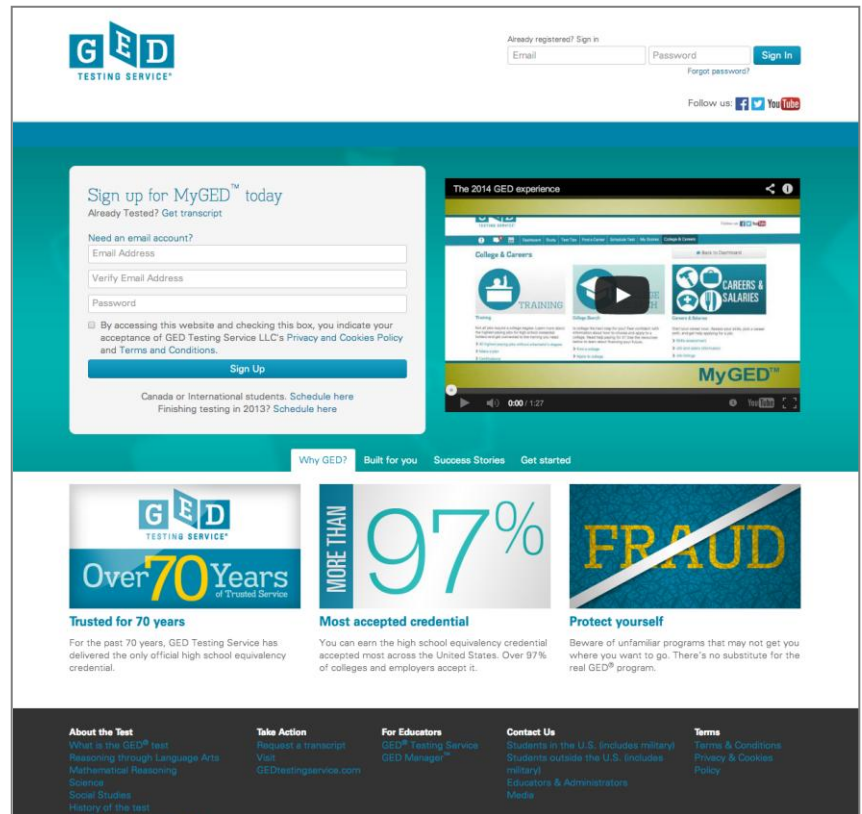 GED
TESTING SERVICE®
Already registered? Sign in
Email
Password
Sign In
Forgot password?
Follow us:
You Tube
Sign up for MyGED™ today
Already Tested? Get transcript
Need an email account?
Email Address
Verify Email Address
Password
By accessing this website and checking this box, you indicate your
acceptance of GED Testing Service LLC's Privacy and Cookies Policy
and Terms and Conditions.
Sign Up
Canada or International students. Schedule here
Finishing testing in 2013? Schedule here
The 2014 GED experience
College & Careers
Back to Dashboard
TRAINING
CAREERS &
SALARIES
MyGED™
0:00 / 1:27
You Tube
Why GED?
Built for you
Success Stories
Get started
GED
TESTING SERVICE®
Over 70 Years
of Trusted Service
MORE THAN
97%
FRAUD
Trusted for 70 years
For the past 70 years, GED Testing Service has
delivered the only official high school equivalency
credential.
Most accepted credential
You can earn the high school equivalency credential
accepted most across the United States. Over 97%
of colleges and employers accept it.
Protect yourself
Beware of unfamiliar programs that may not get you
where you want to go. There's no substitute for the
real GED® program.
About the Test
What is the GED® test
Reasoning through Language Arts
Mathematical Reasoning
Science
Social Studies
History of the test
Take Action
Request a transcript
Visit
GEDtestingservice.com
For Educators
GED® Testing Service
GED Manager™
Contact Us
Students in the U.S. (includes military)
Students outside the U.S. (includes
military)
Educators & Administrators
Media
Terms
Terms & Conditions
Privacy & Cookies
Policy